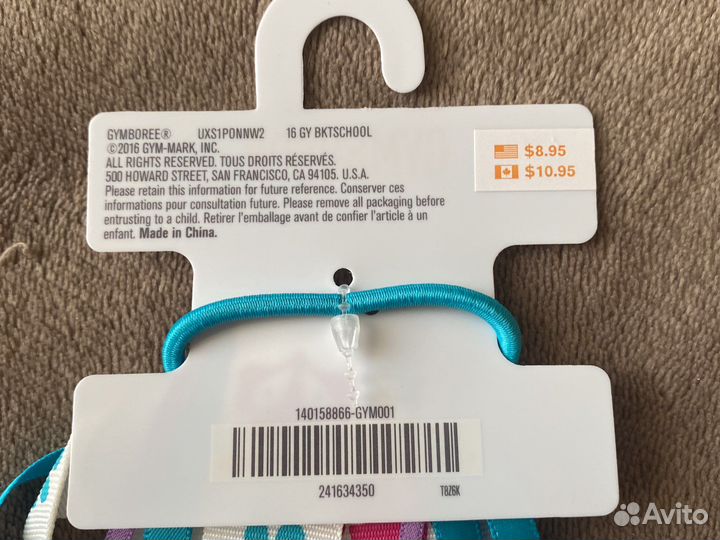 GYMBOREE® UXS1PONNW2 16 GY BKTSCHOOL
©2016 GYM-MARK, INC.
ALL RIGHTS RESERVED. TOUS DROITS RÉSERVÉS.
500 HOWARD STREET, SAN FRANCISCO, CA 94105. U.S.A.
Please retain this information for future reference. Conserver ces
informations pour consultation future. Please remove all packaging before
entrusting to a child. Retirer l'emballage avant de confier l'article à un
enfant. Made in China.
$8.95
$10.95
140158866-GYM001
241634350 T8Z6K
Avito